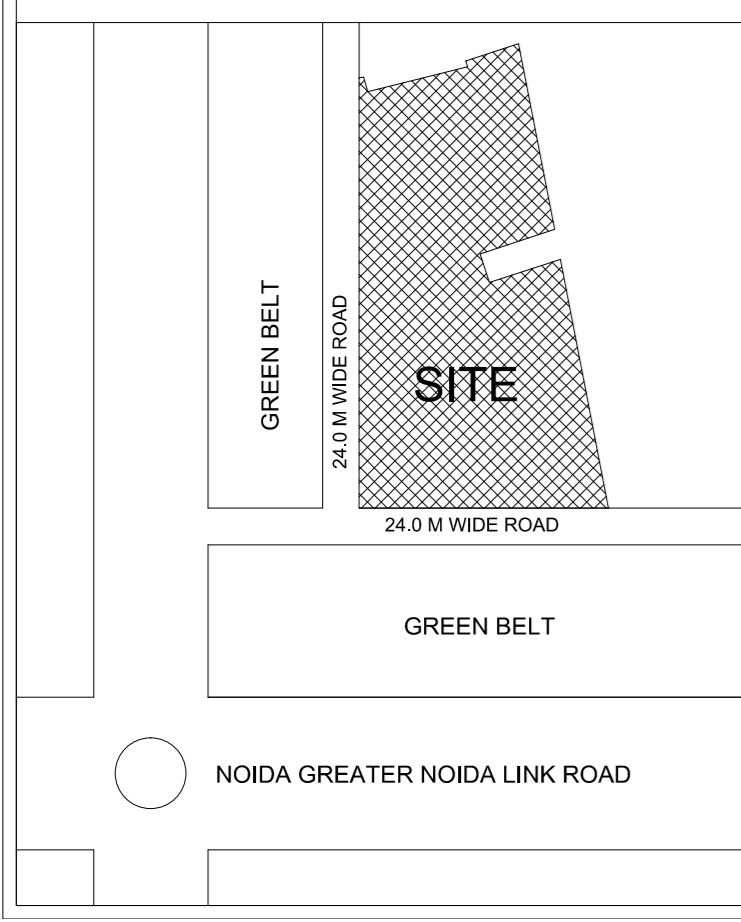 GREEN BELT
24.0 M WIDE ROAD
SITE
24.0 M WIDE ROAD
GREEN BELT
NOIDA GREATER NOIDA LINK ROAD